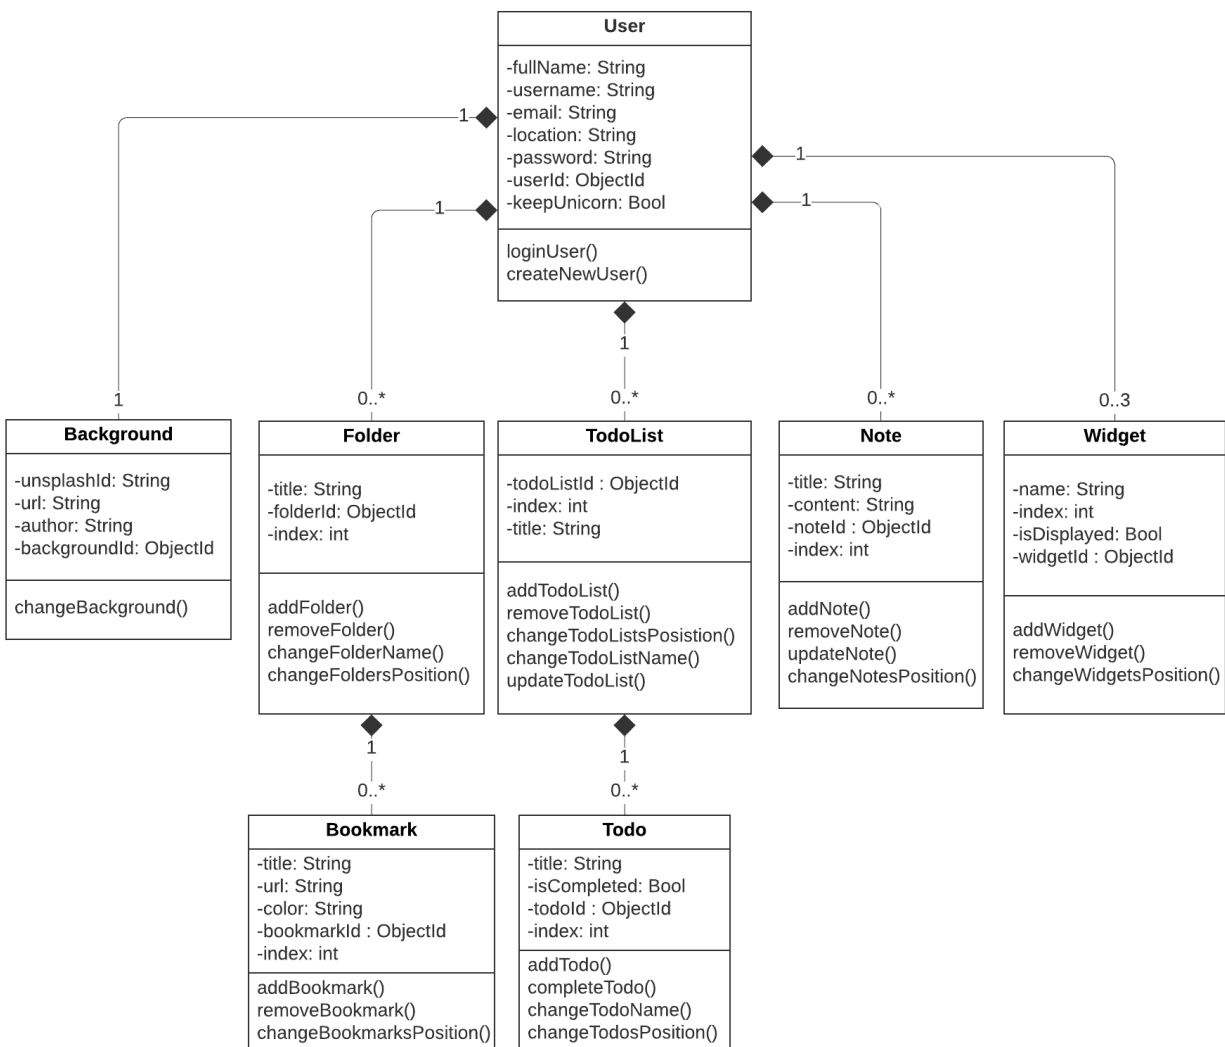 User
-fullName: String
-username: String
-email: String
-location: String
-password: String
-userId: ObjectId
-keepUnicorn: Bool
loginUser()
createNewUser()
1
1
1
1
1
1
0..*
0..*
0..*
0..3
Background
-unsplashId: String
-url: String
-author: String
-backgroundId: ObjectId
changeBackground()
Folder
-title: String
-folderId: ObjectId
-index: int
addFolder()
removeFolder()
changeFolderName()
changeFoldersPosition()
TodoList
-todoListId : ObjectId
-index: int
-title: String
addTodoList()
removeTodoList()
changeTodoListsPosistion()
changeTodoListName()
updateTodoList()
Note
-title: String
-content: String
-noteId : ObjectId
-index: int
addNote()
removeNote()
updateNote()
changeNotesPosition()
Widget
-name: String
-index: int
-isDisplayed: Bool
-widgetId : ObjectId
addWidget()
removeWidget()
changeWidgetsPosition()
1
0..*
1
0..*
Bookmark
-title: String
-url: String
-color: String
-bookmarkId : ObjectId
-index: int
addBookmark()
removeBookmark()
changeBookmarksPosition()
Todo
-title: String
-isCompleted: Bool
-todoId : ObjectId
-index: int
addTodo()
completeTodo()
changeTodoName()
changeTodosPosition()